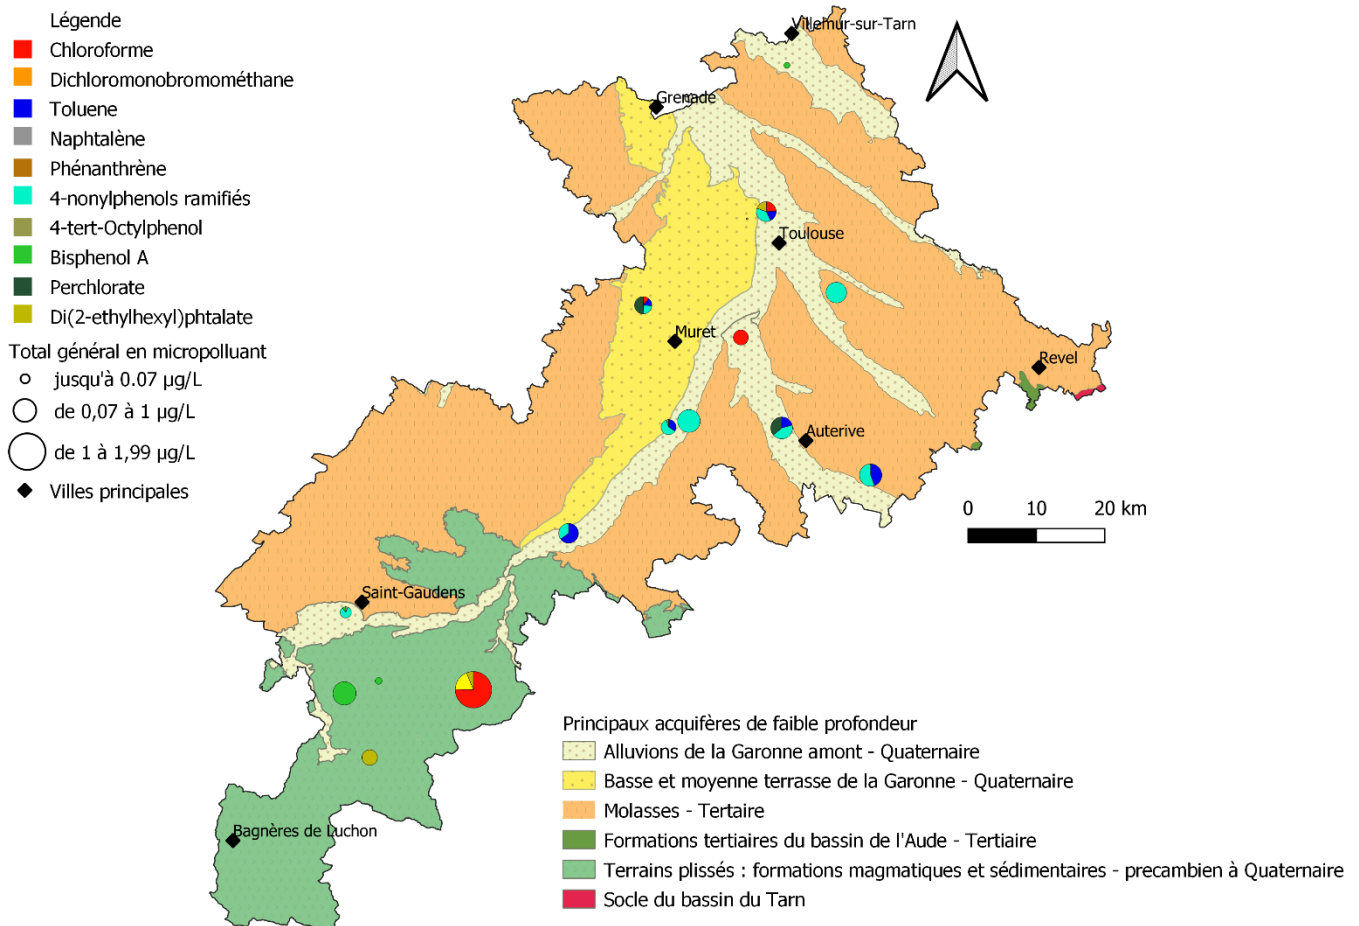 Légende
Chloroforme
Dichloromonobromométhane
Toluene
Naphtalène
Phénanthrène
4-nonylphenols ramifiés
4-tert-Octylphenol
Bisphenol A
Perchlorate
Di(2-ethylhexyl)phtalate
Total général en micropolluant
jusqu'à 0.07 µg/L
de 0,07 à 1 µg/L
de 1 à 1,99 µg/L
Villes principales
Villemur-sur-Tarn
Grenade
Toulouse
Muret
Revel
Auterive
Saint-Gaudens
Bagnères de Luchon
0 10 20 km
Principaux acquifères de faible profondeur
Alluvions de la Garonne amont - Quaternaire
Basse et moyenne terrasse de la Garonne - Quaternaire
Molasses - Tertaire
Formations tertiaires du bassin de l'Aude - Tertiaire
Terrains plissés : formations magmatiques et sédimentaires - precambien à Quaternaire
Socle du bassin du Tarn